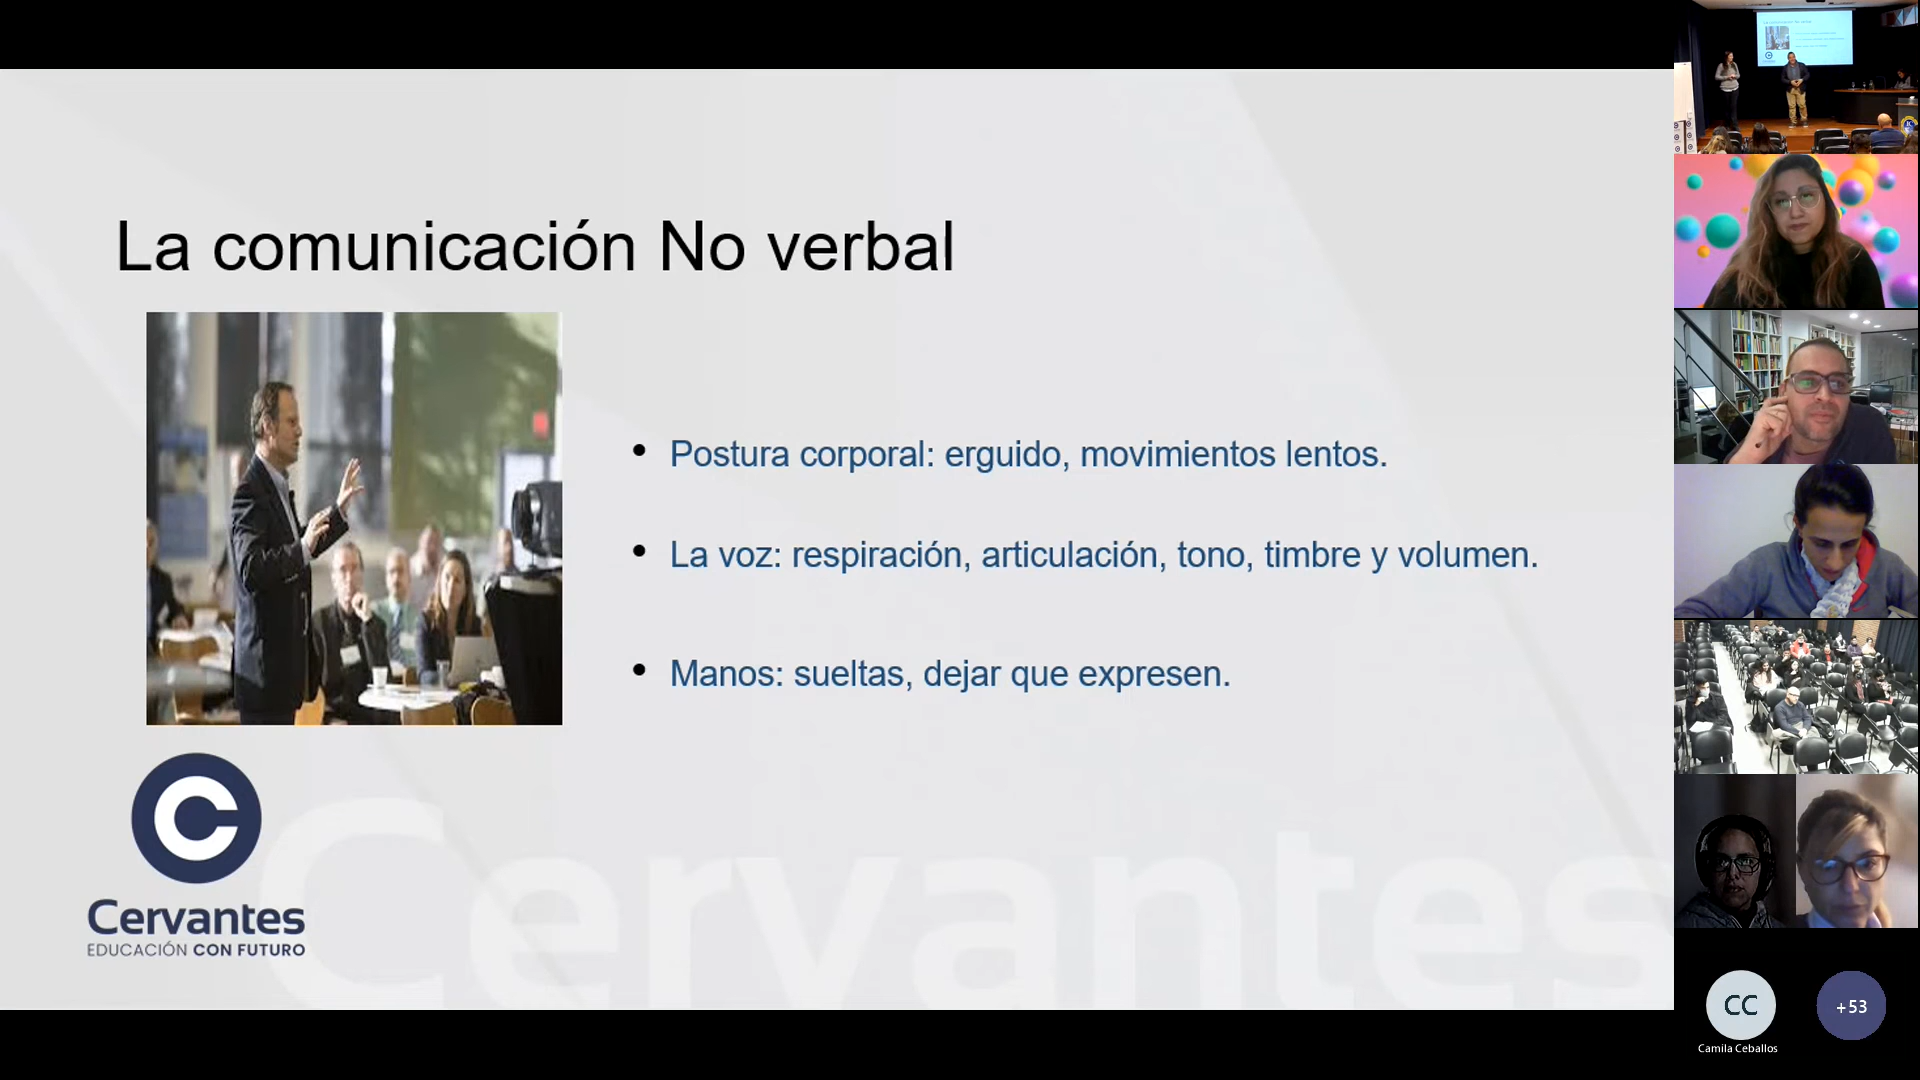 La comunicación No verbal
• Postura corporal: erguido, movimientos lentos.
• La voz: respiración, articulación, tono, timbre y volumen.
• Manos: sueltas, dejar que expresen.
C
Cervantes
EDUCACIÓN CON FUTURO
Cervantes
CC
+53
Camila Ceballos